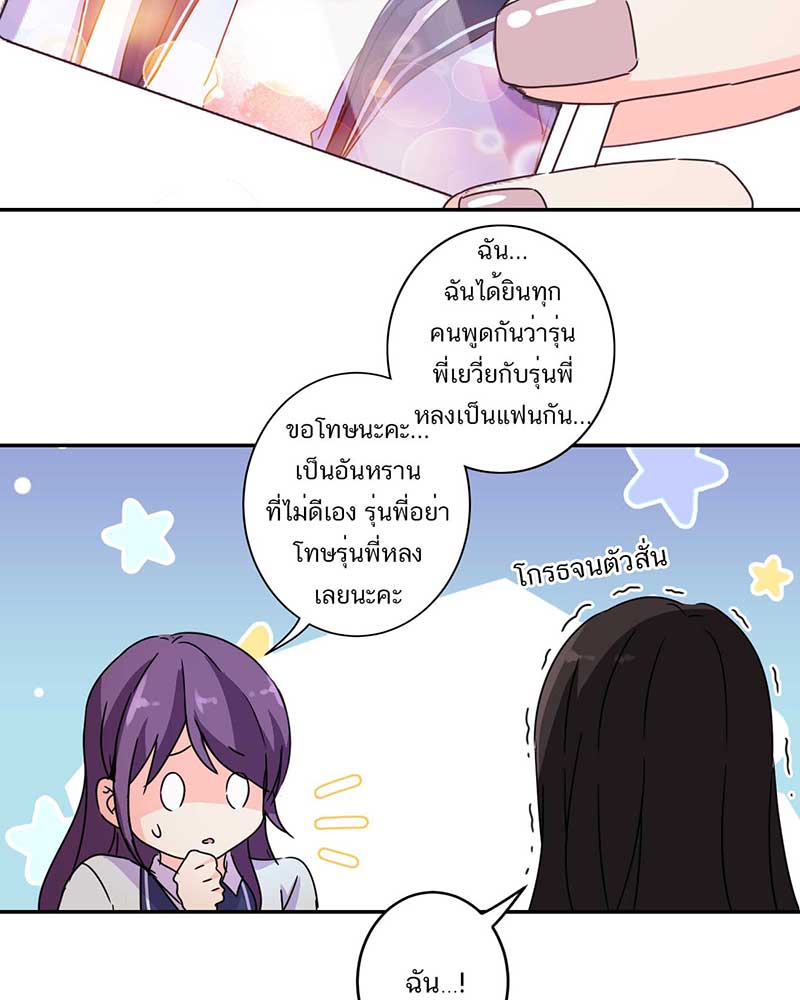 ฉัน...
ฉันได้ยินทุก
คนพูดกันว่ารุ่น
พี่เยวี่ยกับรุ่นพี่
หลงเป็นแฟนกัน...
ขอโทษนะคะ...
เป็นอันหราน
ที่ไม่ดีเอง รุ่นพี่อย่า
โทษรุ่นพี่หลง
เลยนะคะ
โกรธจนตัวสั่น
ฉัน...!